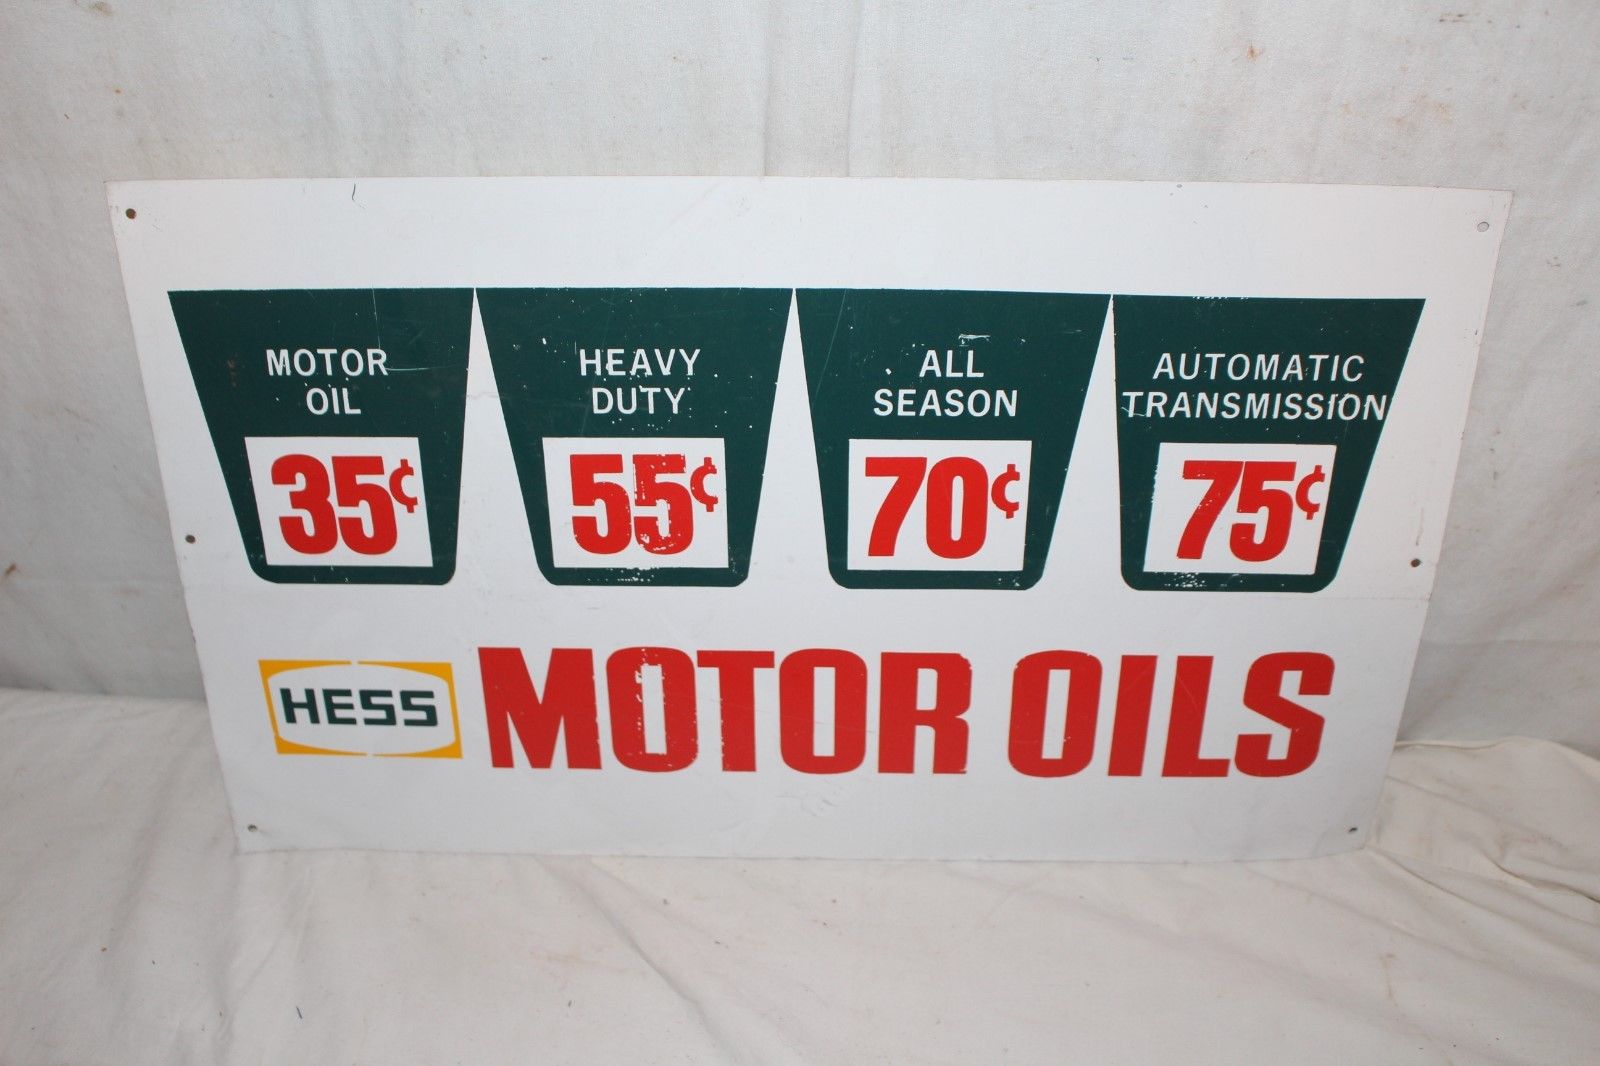 MOTOR
OIL
35¢
HEAVY
DUTY
55¢
ALL
SEASON
70¢
AUTOMATIC
TRANSMISSION
75¢
HESS
MOTOR OILS